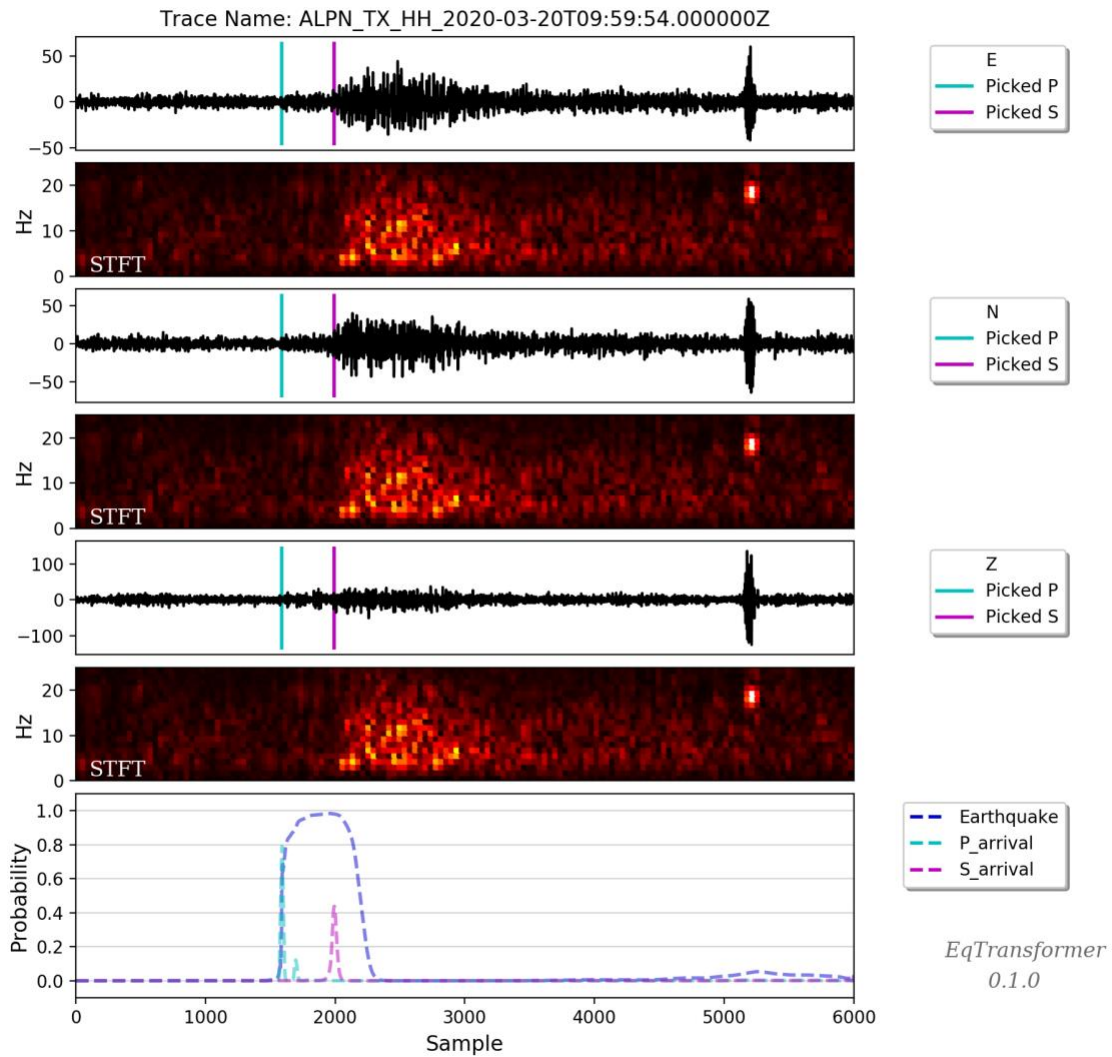 Trace Name: ALPN_TX_HH_2020-03-20T09:59:54.000000Z
50
0
−50
E
Picked P
Picked S
20
10
0
Hz
STFT
50
0
−50
N
Picked P
Picked S
20
10
0
Hz
STFT
100
0
−100
Z
Picked P
Picked S
20
10
0
Hz
STFT
1.0
0.8
0.6
0.4
0.2
0.0
Probability
Earthquake
P_arrival
S_arrival
EqTransformer
0.1.0
0 1000 2000 3000 4000 5000 6000
Sample